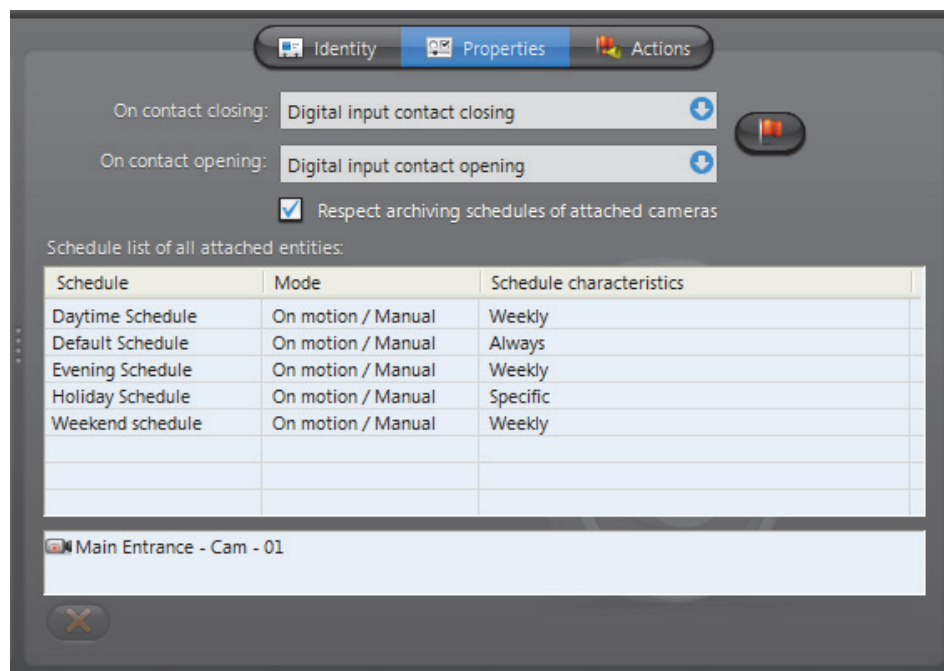 Identity Properties Actions
On contact closing: Digital input contact closing
On contact opening: Digital input contact opening
Respect archiving schedules of attached cameras
Schedule list of all attached entities:
Schedule Mode Schedule characteristics
Daytime Schedule On motion / Manual Weekly
Default Schedule On motion / Manual Always
Evening Schedule On motion / Manual Weekly
Holiday Schedule On motion / Manual Specific
Weekend schedule On motion / Manual Weekly
Main Entrance - Cam - 01